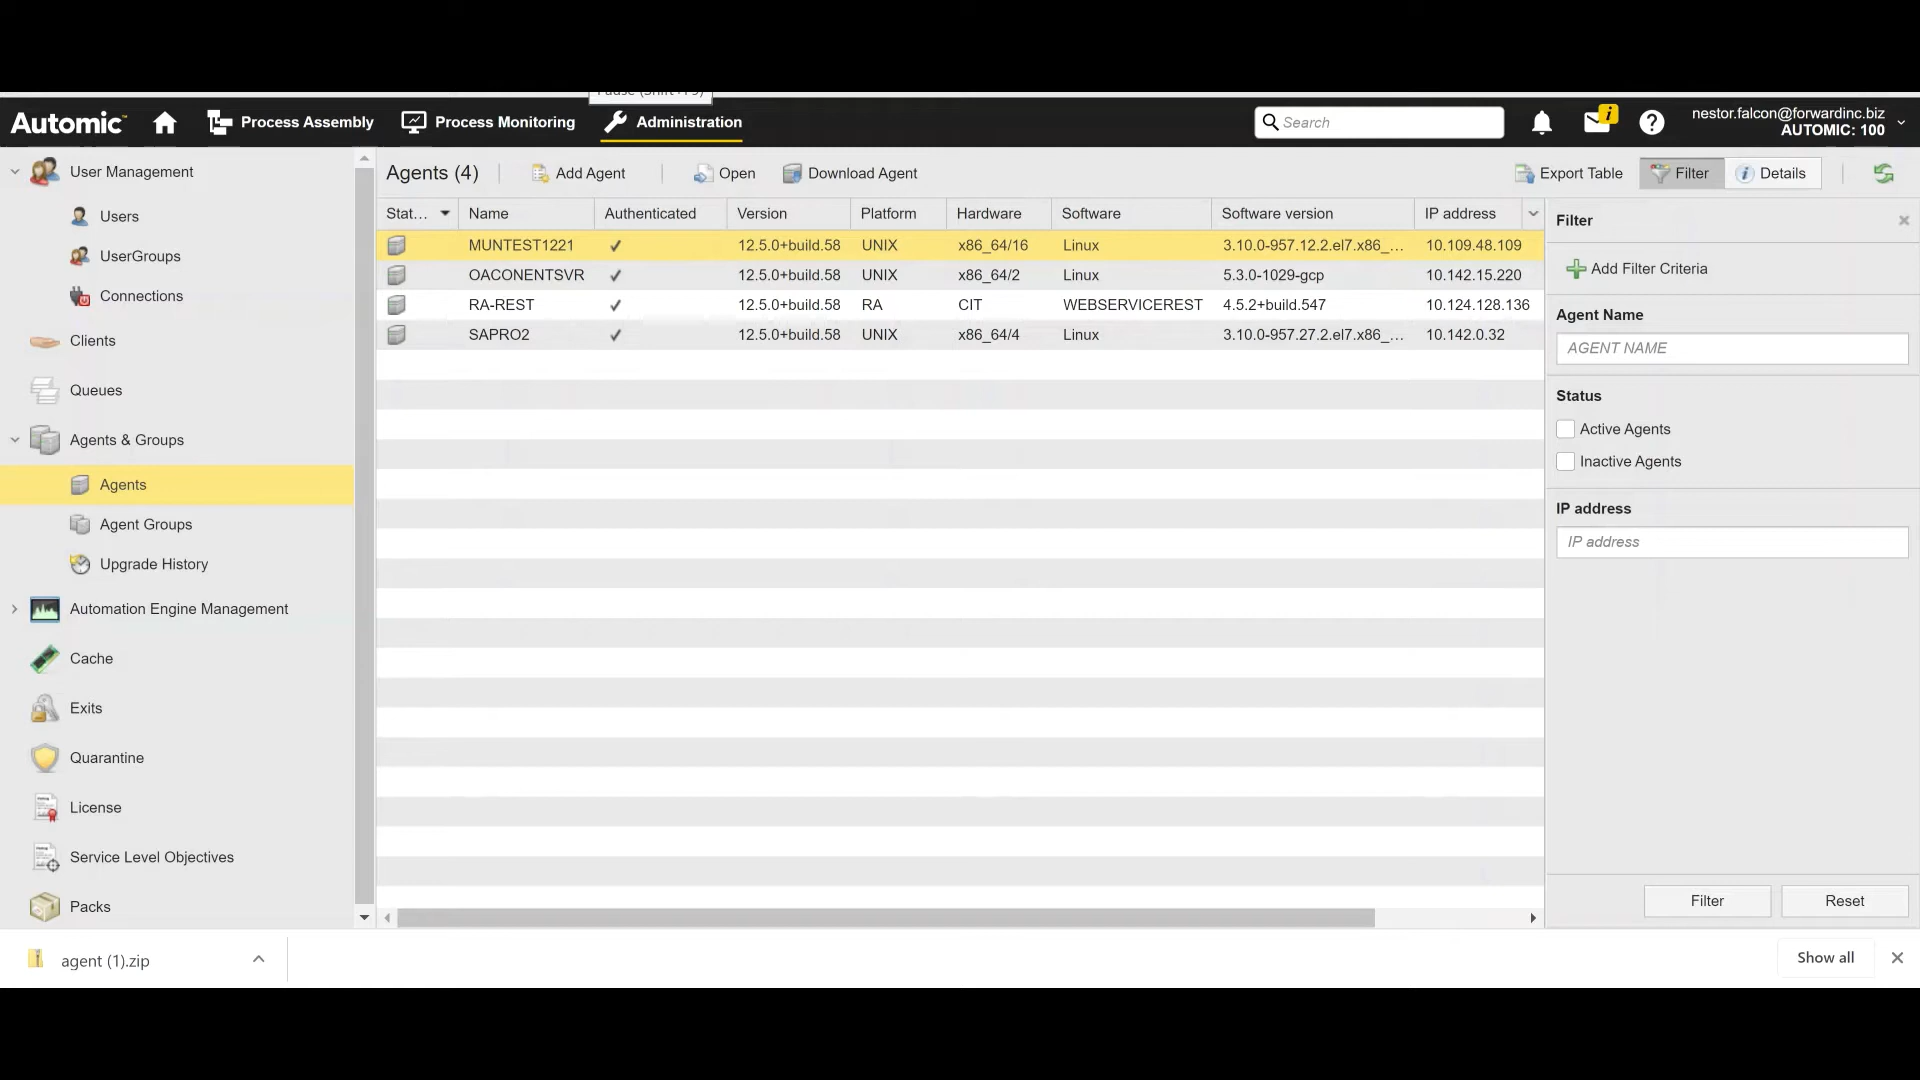 Pause (Shift+F9)
Automic™ Process Assembly Process Monitoring Administration Search i ? nestor.falcon@forwardinc.biz
AUTOMIC: 100
User Management
Users
UserGroups
Connections
Clients
Queues
Agents & Groups
Agents
Agent Groups
Upgrade History
Automation Engine Management
Cache
Exits
Quarantine
License
Service Level Objectives
Packs
Agents (4) Add Agent Open Download Agent Export Table Filter Details
Stat... Name Authenticated Version Platform Hardware Software Software version IP address
MUNTEST1221 ✓ 12.5.0+build.58 UNIX x86_64/16 Linux 3.10.0-957.12.2.el7.x86_... 10.109.48.109
OACONENTSVR ✓ 12.5.0+build.58 UNIX x86_64/2 Linux 5.3.0-1029-gcp 10.142.15.220
RA-REST ✓ 12.5.0+build.58 RA CIT WEBSERVICEREST 4.5.2+build.547 10.124.128.136
SAPRO2 ✓ 12.5.0+build.58 UNIX x86_64/4 Linux 3.10.0-957.27.2.el7.x86_... 10.142.0.32
Filter
Add Filter Criteria
Agent Name
AGENT NAME
Status
Active Agents
Inactive Agents
IP address
IP address
Filter Reset
agent (1).zip Show all